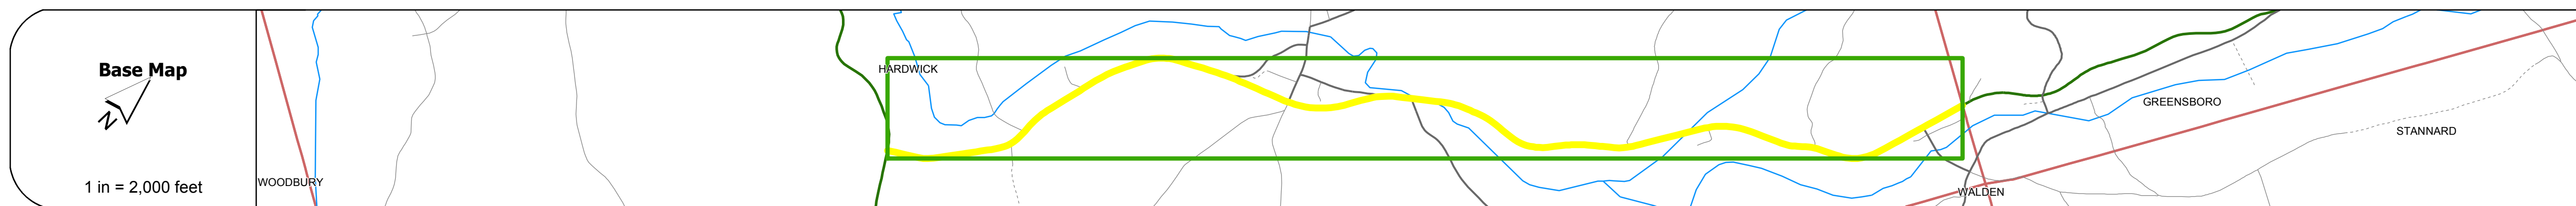 Base Map
N
1 in = 2,000 feet
WOODBURY
HARDWICK
GREENSBORO
STANNARD
WALDEN